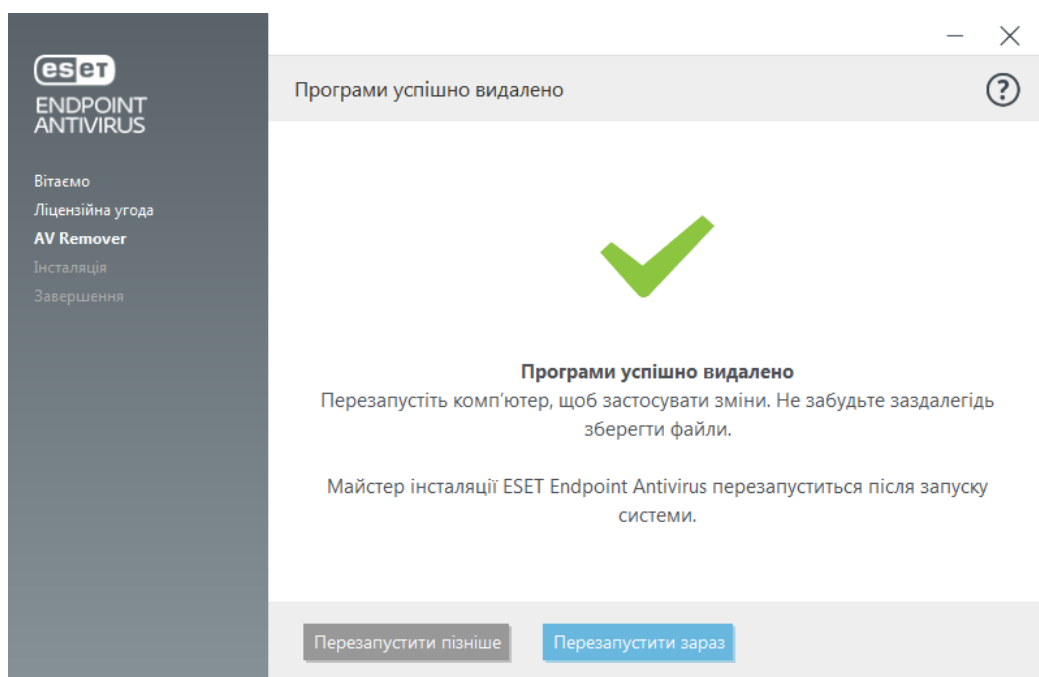 eset
ENDPOINT
ANTIVIRUS
Вітаємо
Ліцензійна угода
AV Remover
Інсталяція
Завершення
Програми успішно видалено
?
Програми успішно видалено
Перезапустіть комп’ютер, щоб застосувати зміни. Не забудьте заздалегідь
зберегти файли.
Майстер інсталяції ESET Endpoint Antivirus перезапуститься після запуску
системи.
Перезапустити пізніше
Перезапустити зараз